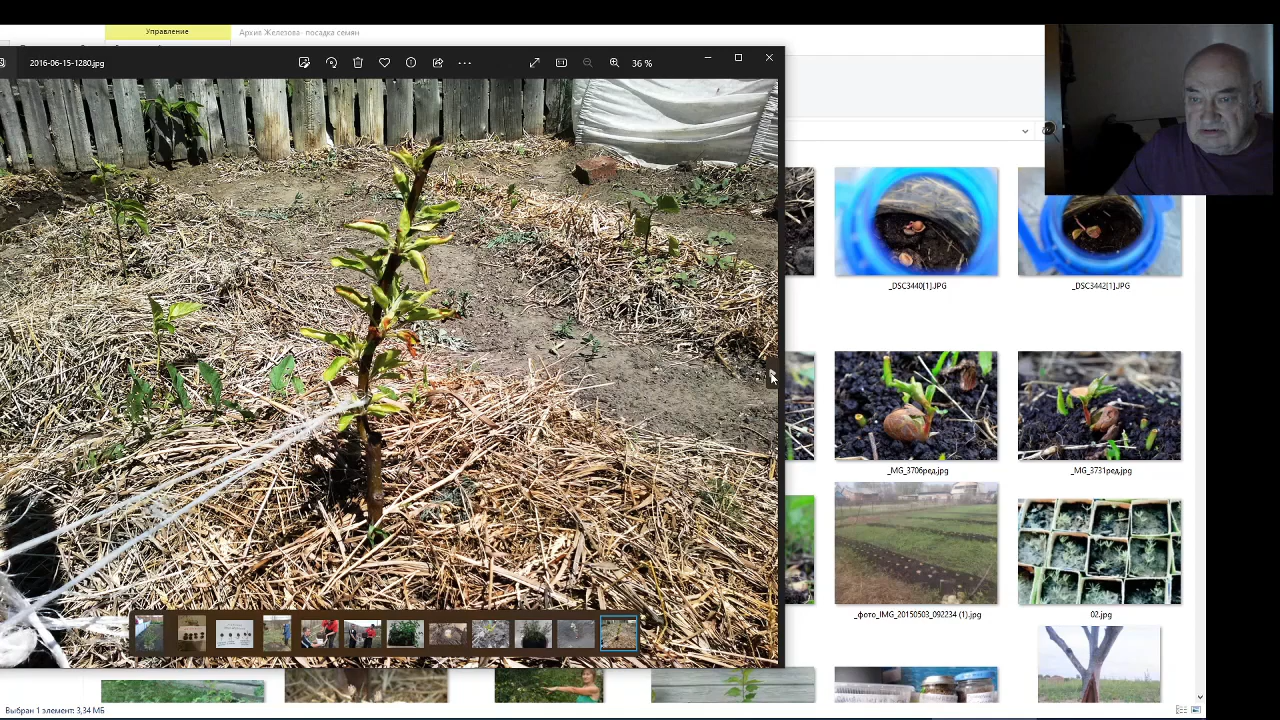 Управление
Архив Железова- посадка семян
2016-06-15-1280.jpg
36 %
_DSC3440[1].JPG
_DSC3442[1].JPG
_MG_3706ред.jpg
_MG_3731ред.jpg
_фото_IMG_20150503_092234 (1).jpg
02.jpg
Выбран 1 элемент: 3,34 МБ